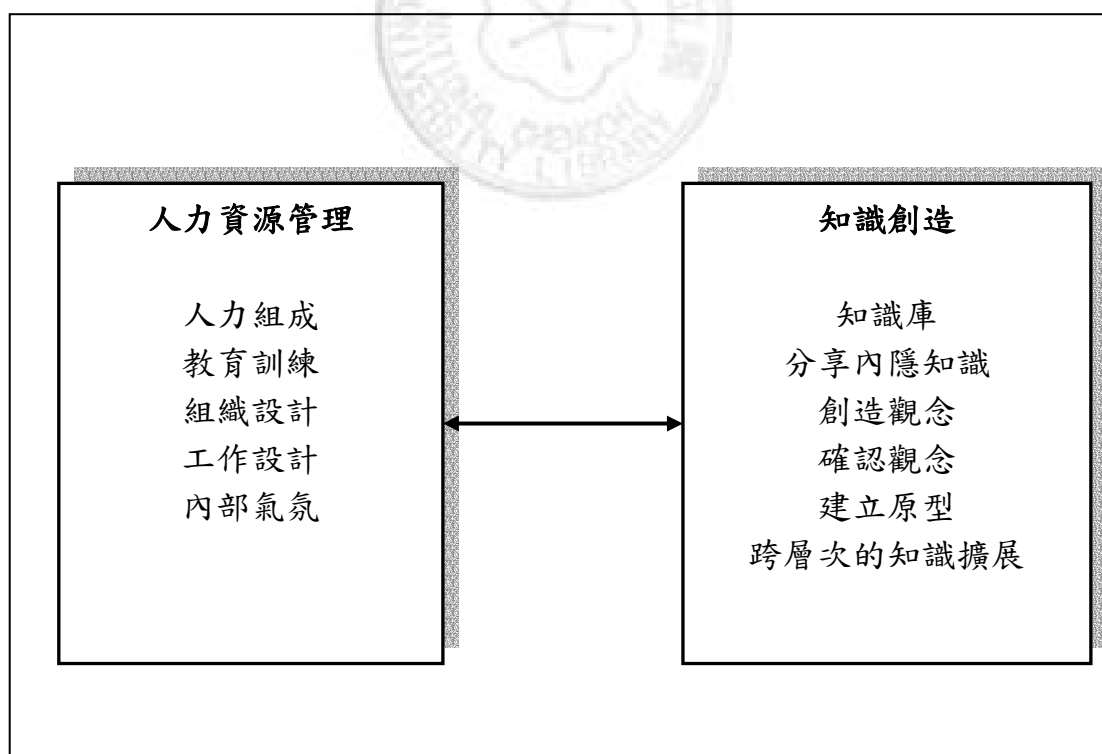 人力資源管理
人力組成
教育訓練
組織設計
工作設計
內部氣氛
知識創造
知識庫
分享內隱知識
創造觀念
確認觀念
建立原型
跨層次的知識擴展
UNIVERSITY LIBRARY